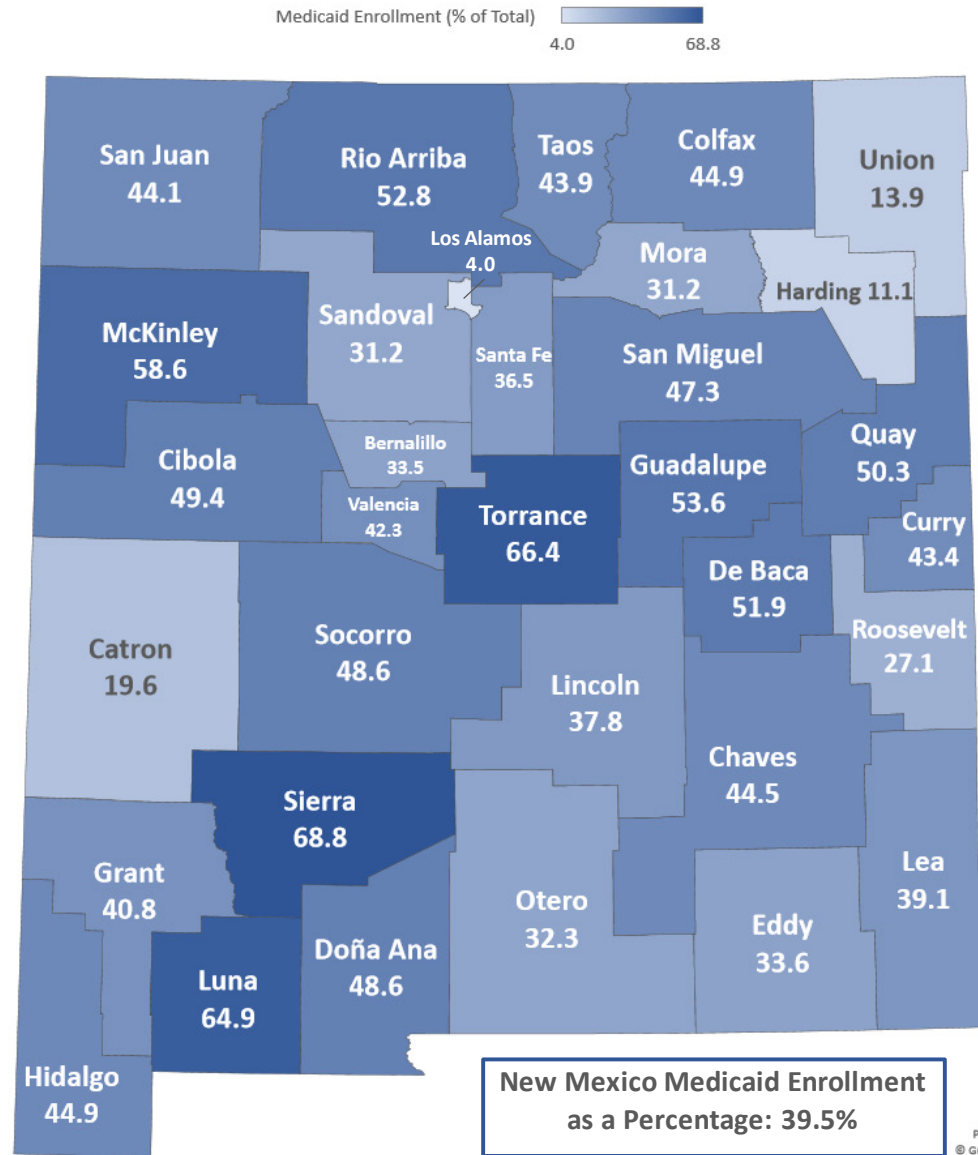 Medicaid Enrollment (% of Total)
4.0
68.8
San Juan
44.1
Rio Arriba
52.8
Taos
43.9
Colfax
44.9
Union
13.9
Los Alamos
4.0
Mora
31.2
Harding 11.1
McKinley
58.6
Sandoval
31.2
Santa Fe
36.5
San Miguel
47.3
Quay
50.3
Cibola
49.4
Bernalillo
33.5
Valencia
42.3
Torrance
66.4
Guadalupe
53.6
Curry
43.4
De Baca
51.9
Roosevelt
27.1
Catron
19.6
Socorro
48.6
Lincoln
37.8
Chaves
44.5
Sierra
68.8
Grant
40.8
Lea
39.1
Otero
32.3
Eddy
33.6
Doña Ana
48.6
Luna
64.9
Hidalgo
44.9
New Mexico Medicaid Enrollment
as a Percentage: 39.5%